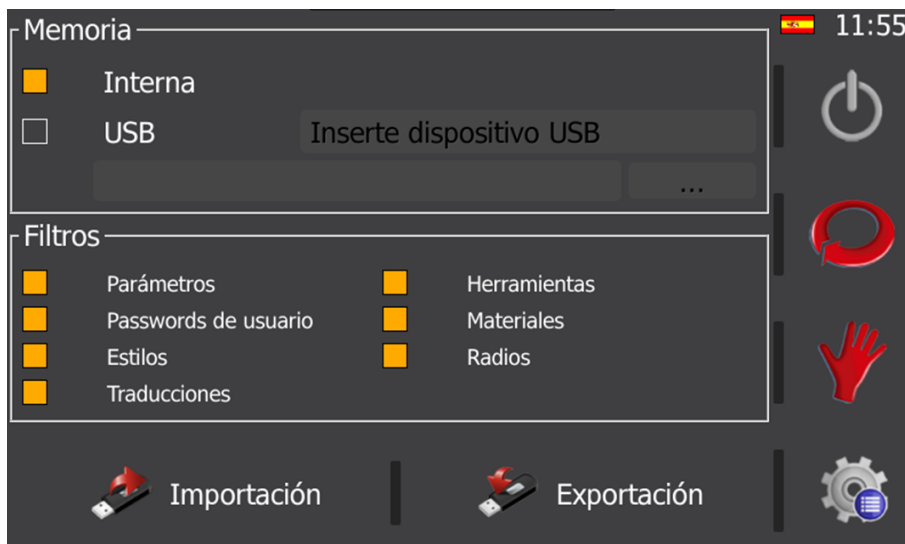 Memoria
11:55
Interna
USB
Inserte dispositivo USB
...
Filtros
Parámetros
Herramientas
Passwords de usuario
Materiales
Estilos
Radios
Traducciones
Importación
Exportación